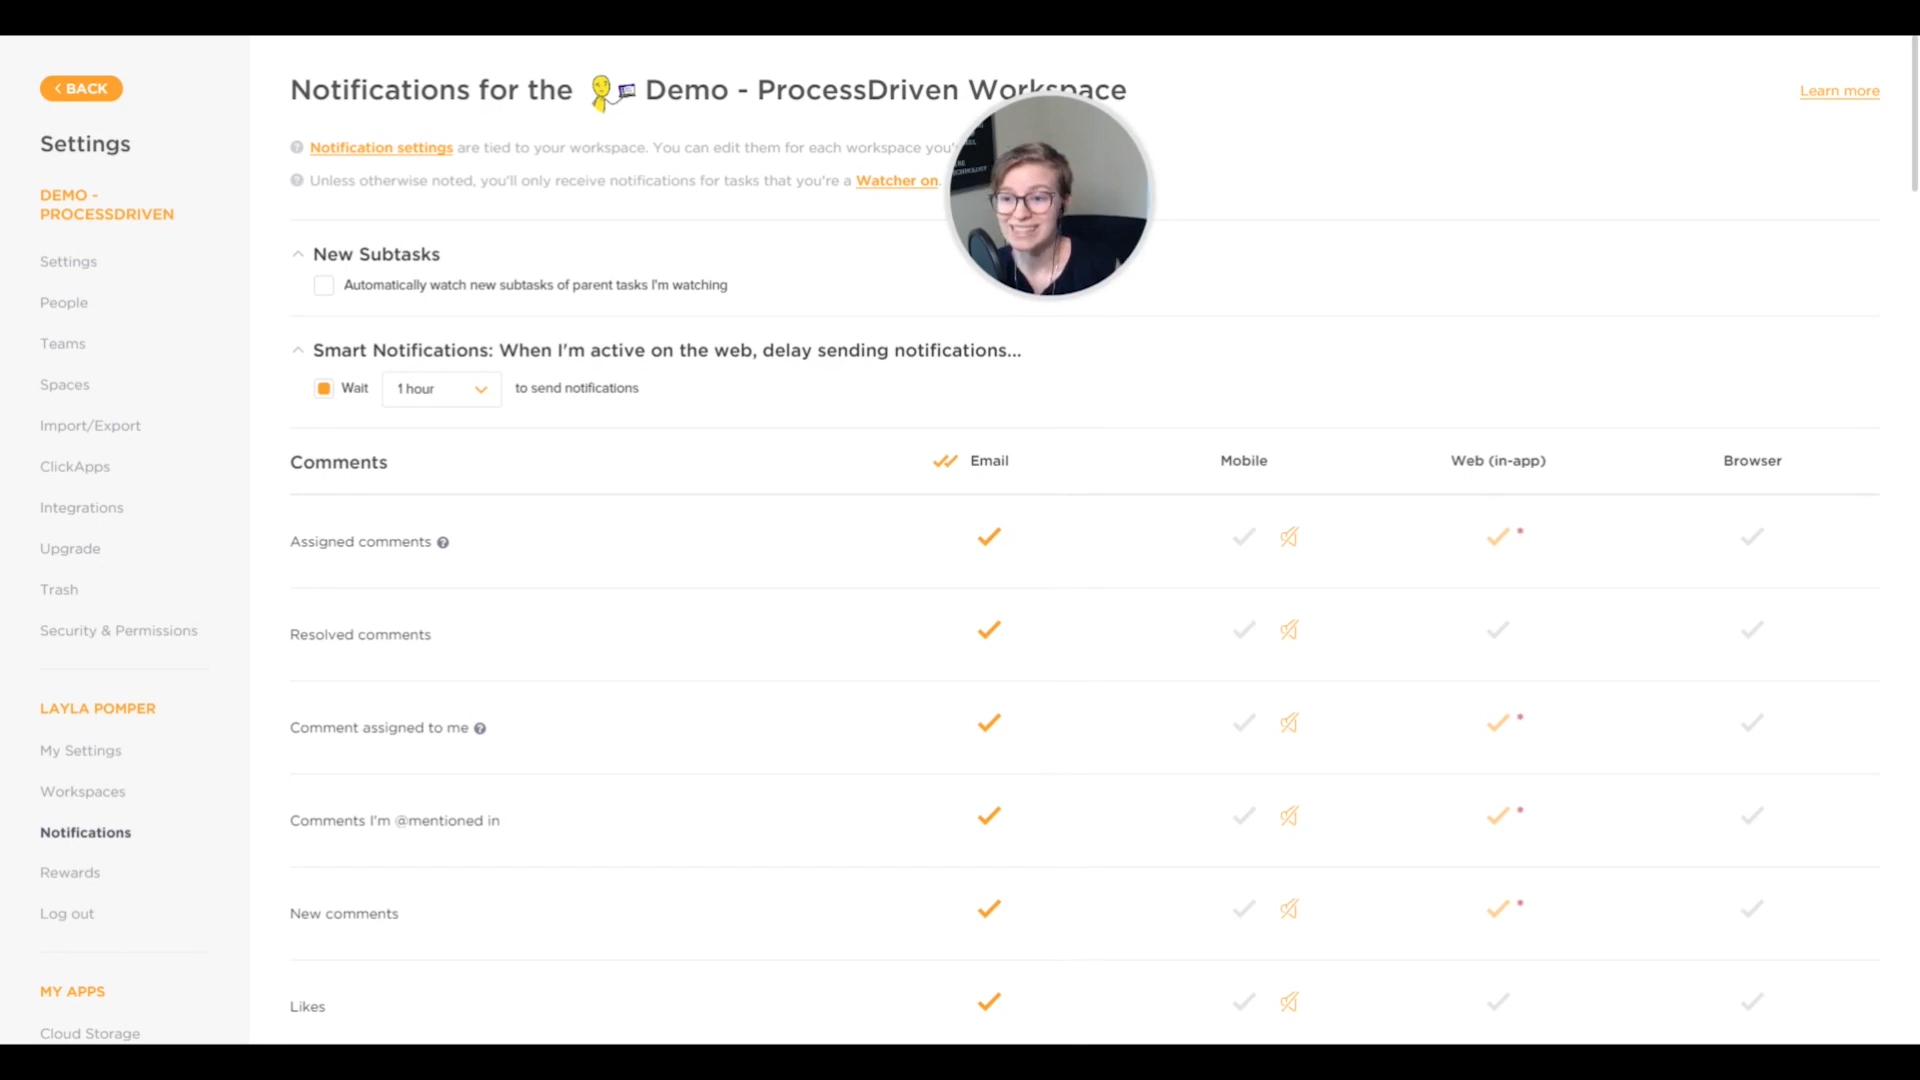 BACK
Settings
DEMO -
PROCESSDRIVEN
Settings
People
Teams
Spaces
Import/Export
ClickApps
Integrations
Upgrade
Trash
Security & Permissions
LAYLA POMPER
My Settings
Workspaces
Notifications
Rewards
Log out
MY APPS
Cloud Storage
Notifications for the Demo - ProcessDriven Workspace
Learn more
Notification settings are tied to your workspace. You can edit them for each workspace you'
Unless otherwise noted, you'll only receive notifications for tasks that you're a Watcher on.
New Subtasks
Automatically watch new subtasks of parent tasks I'm watching
Smart Notifications: When I'm active on the web, delay sending notifications...
Wait 1 hour to send notifications
Comments Email Mobile Web (in-app) Browser
Assigned comments
Resolved comments
Comment assigned to me
Comments I'm @mentioned in
New comments
Likes